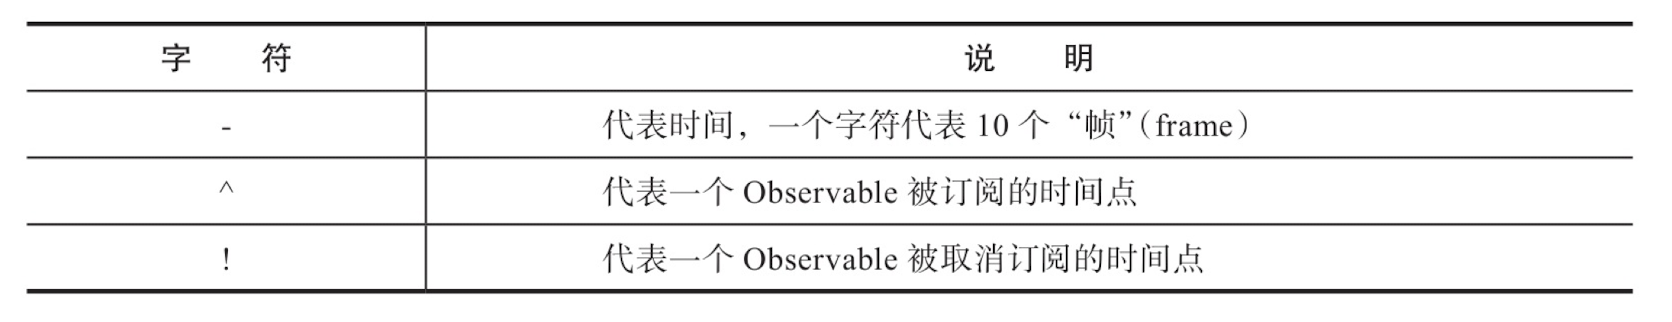 字 符 说 明
- 代表时间，一个字符代表 10 个“帧”（frame）
^ 代表一个 Observable 被订阅的时间点
! 代表一个 Observable 被取消订阅的时间点